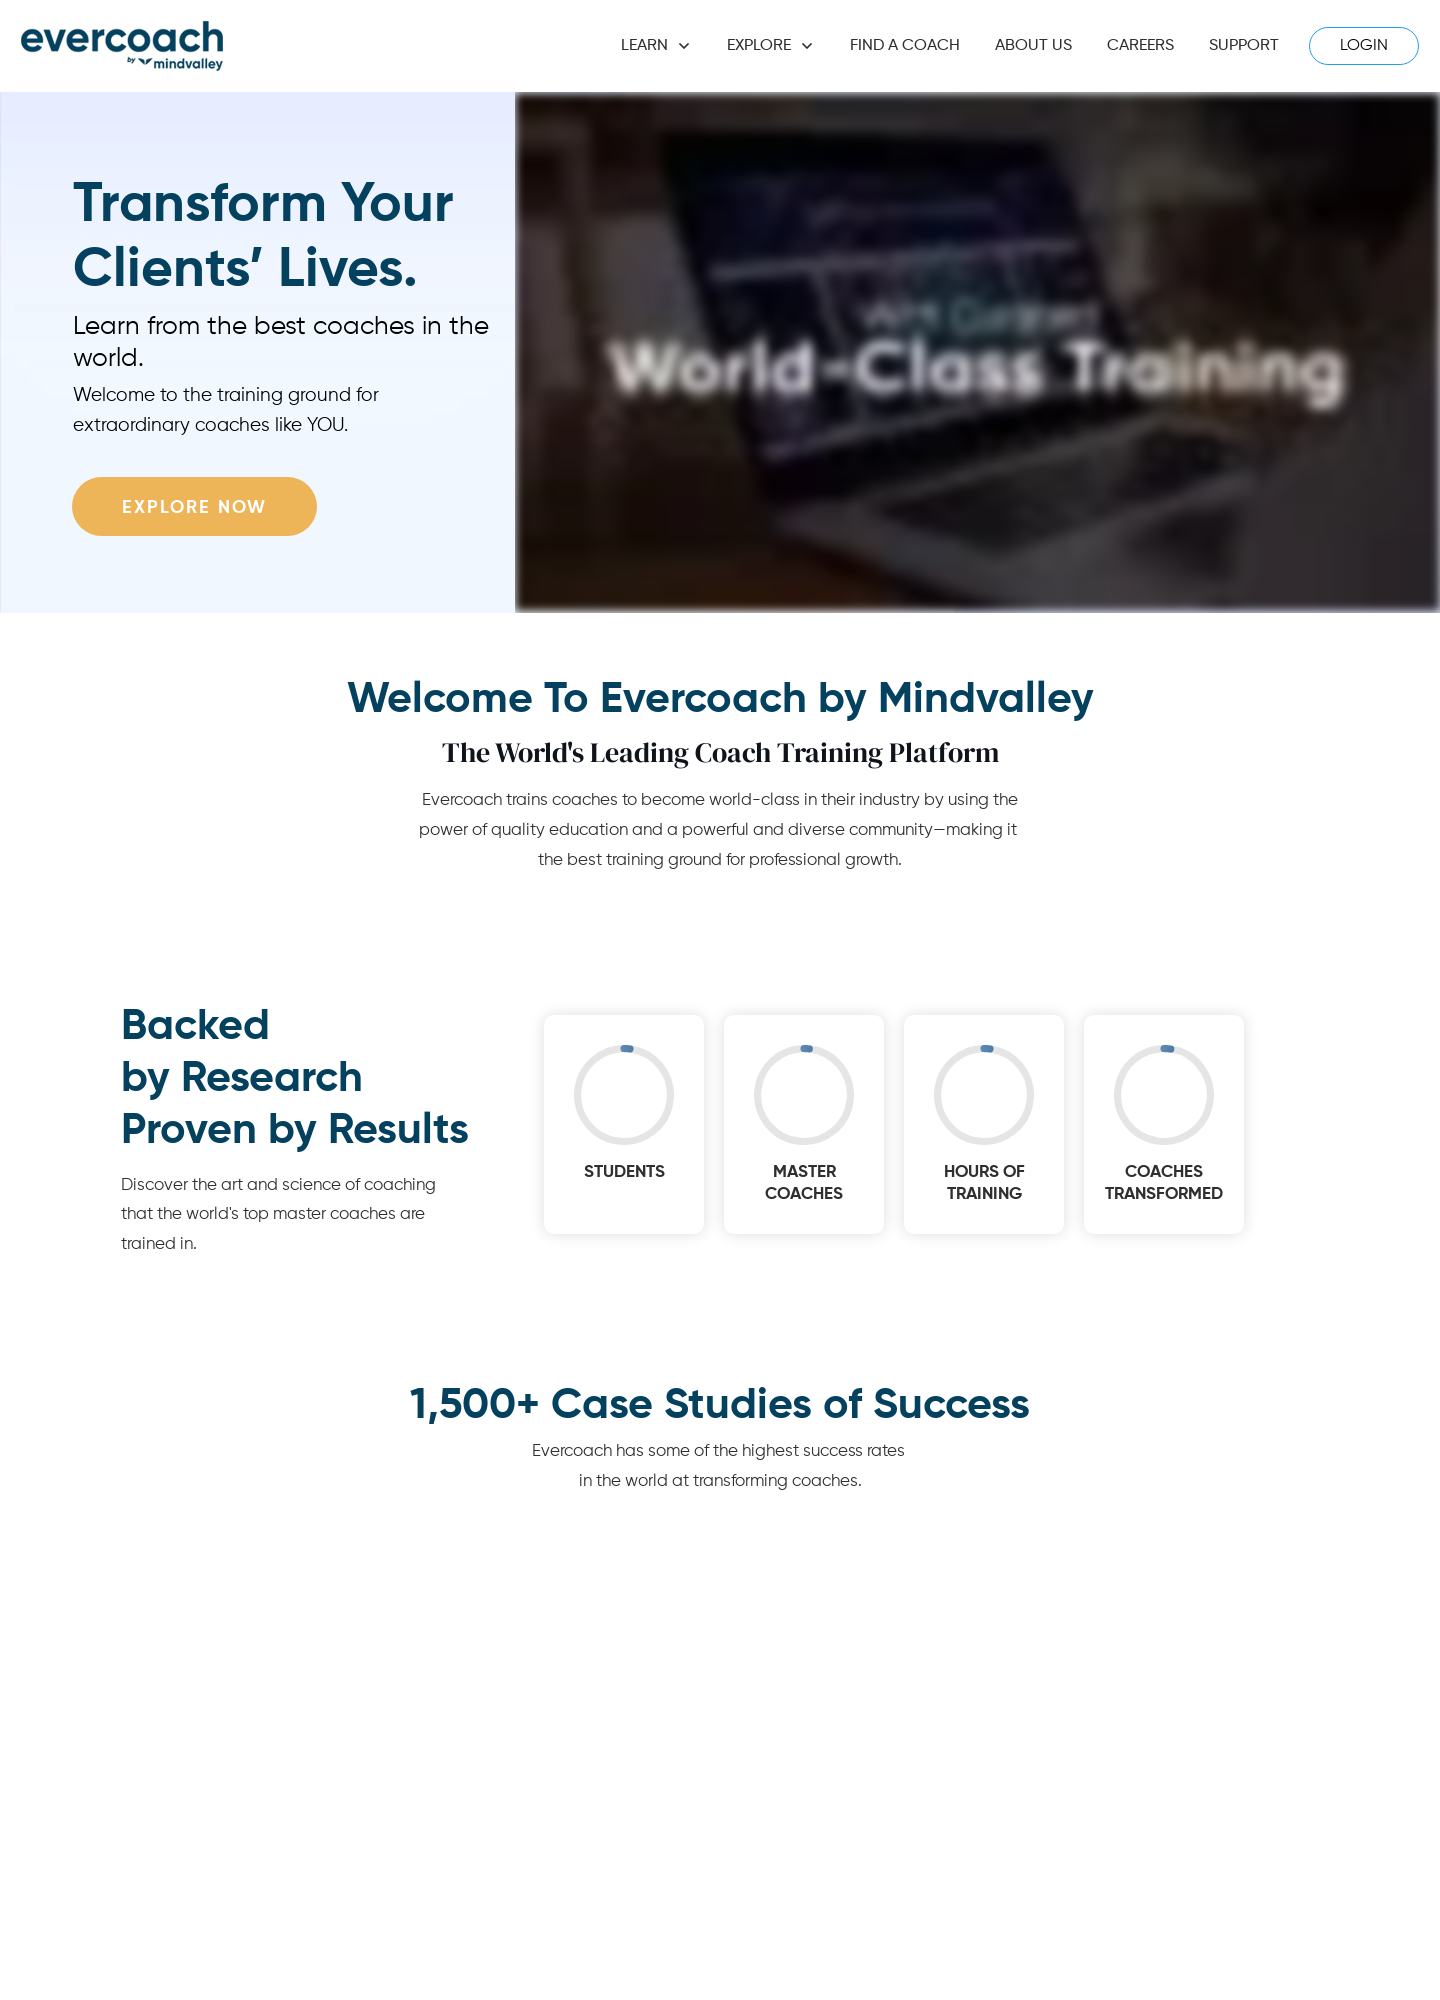 evercoach
by mindvalley
LEARN
EXPLORE
FIND A COACH
ABOUT US
CAREERS
SUPPORT
LOGIN
Transform Your
Clients’ Lives.
Learn from the best coaches in the
world.
Welcome to the training ground for
extraordinary coaches like YOU.
EXPLORE NOW
World-Class Training
Welcome To Evercoach by Mindvalley
The World's Leading Coach Training Platform
Evercoach trains coaches to become world-class in their industry by using the
power of quality education and a powerful and diverse community—making it
the best training ground for professional growth.
Backed
by Research
Proven by Results
Discover the art and science of coaching
that the world's top master coaches are
trained in.
STUDENTS
MASTER
COACHES
HOURS OF
TRAINING
COACHES
TRANSFORMED
1,500+ Case Studies of Success
Evercoach has some of the highest success rates
in the world at transforming coaches.